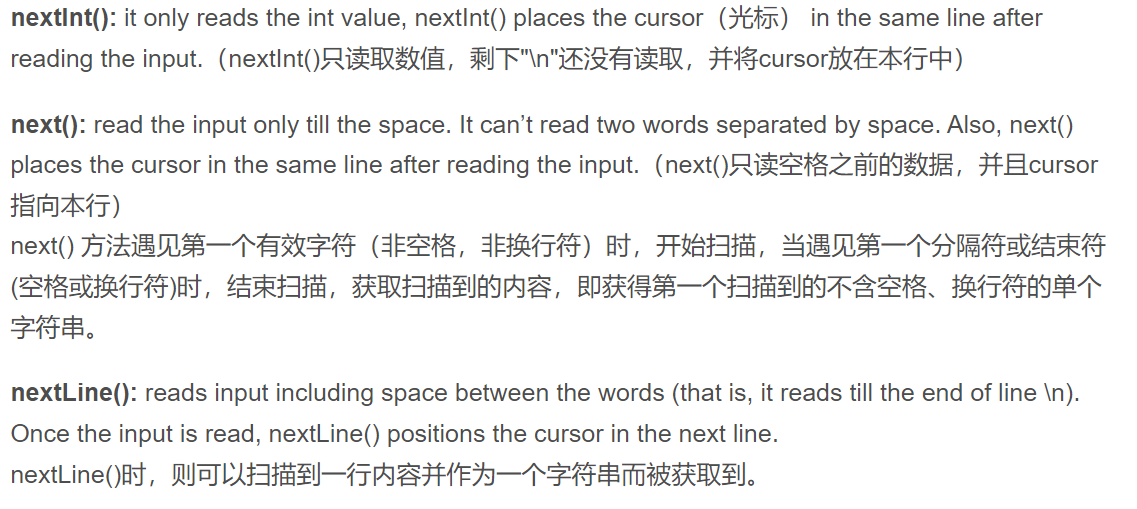 nextInt(): it only reads the int value, nextInt() places the cursor（光标） in the same line after
reading the input.（nextInt()只读取数值，剩下"\n"还没有读取，并将cursor放在本行中）
next(): read the input only till the space. It can’t read two words separated by space. Also, next()
places the cursor in the same line after reading the input.（next()只读空格之前的数据，并且cursor
指向本行）
next() 方法遇见第一个有效字符（非空格，非换行符）时，开始扫描，当遇见第一个分隔符或结束符
(空格或换行符)时，结束扫描，获取扫描到的内容，即获得第一个扫描到的不含空格、换行符的单个
字符串。
nextLine(): reads input including space between the words (that is, it reads till the end of line \n).
Once the input is read, nextLine() positions the cursor in the next line.
nextLine()时，则可以扫描到一行内容并作为一个字符串而被获取到。